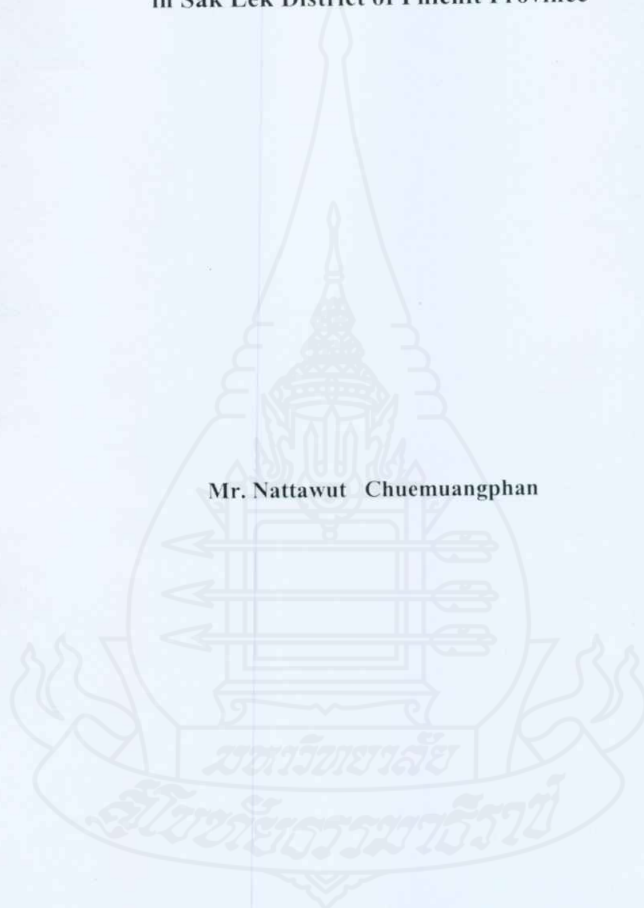 in Sak Lek District of Phichit Province
Mr. Nattawut Chuemuangphan
มหาวิทยาลัย
สุโขทัยธรรมาธิราช